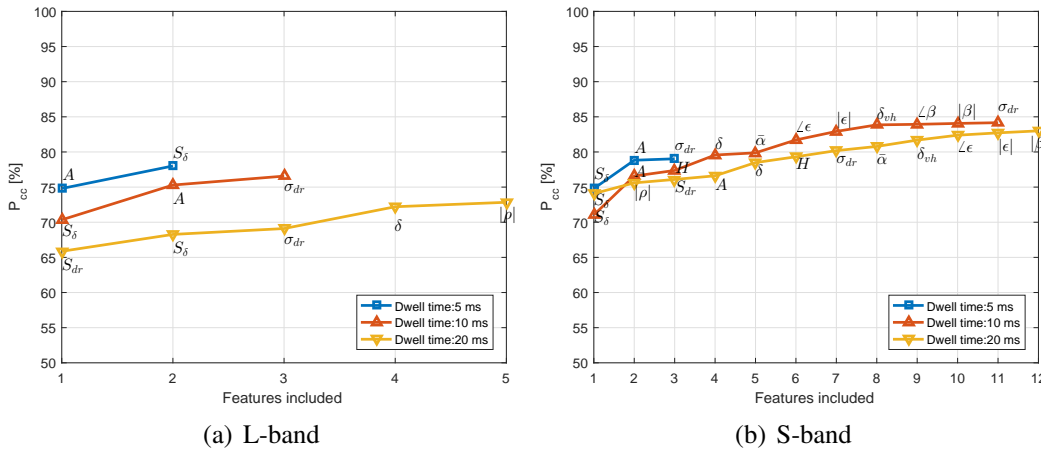 100
95
90
85
80
75
70
65
60
55
50
P_cc [%]
A
S_δ
S_δ
A
σ_dr
S_dr
S_δ
σ_dr
δ
|ρ|
Dwell time:5 ms
Dwell time:10 ms
Dwell time:20 ms
1 2 3 4 5
Features included
(a) L-band
100
95
90
85
80
75
70
65
60
55
50
P_cc [%]
S_δ
A
σ_dr
S_δ
A
H
δ
ᾱ
∠ϵ
|ϵ|
δ_vh
∠β
|β|
σ_dr
S_δ
|ρ|
S_dr
A
δ
H
σ_dr
ᾱ
δ_vh
∠ϵ
|ϵ|
|β
Dwell time:5 ms
Dwell time:10 ms
Dwell time:20 ms
1 2 3 4 5 6 7 8 9 10 11 12
Features included
(b) S-band